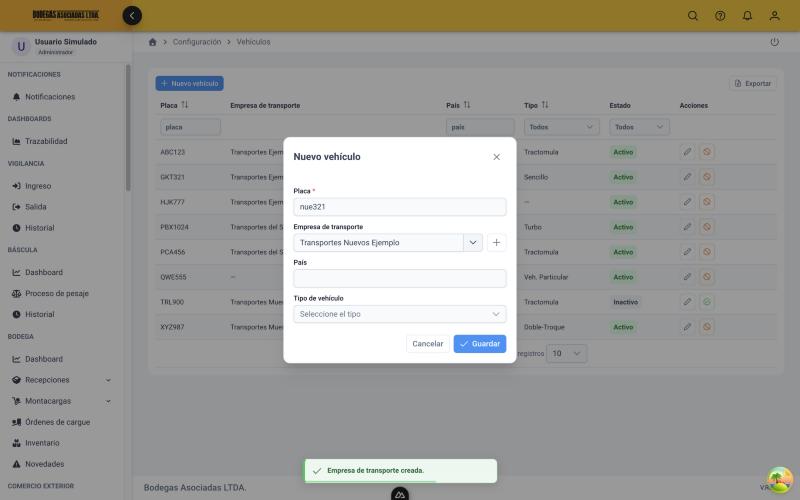 BODEGAS ASOCIADAS LTDA.
U
Usuario Simulado
Administrador
Configuración
Vehículos
NOTIFICACIONES
Notificaciones
DASHBOARDS
Trazabilidad
VIGILANCIA
Ingreso
Salida
Historial
BÁSCULA
Dashboard
Proceso de pesaje
Historial
BODEGA
Dashboard
Recepciones
Montacargas
Órdenes de cargue
Inventario
Novedades
COMERCIO EXTERIOR
+ Nuevo vehículo
Exportar
Placa Empresa de transporte País Tipo Estado Acciones
placa país Todos Todos
ABC123 Transportes Ejem Tractomula Activo
GKT321 Transportes Ejem Sencillo Activo
HJK777 Transportes Ejem — Activo
PBX1024 Transportes del S Turbo Activo
PCA456 Transportes del S Tractomula Activo
QWE555 — Veh. Particular Activo
TRL900 Transportes Mue Tractomula Inactivo
XYZ987 Transportes Mue Doble-Troque Activo
registros 10
Nuevo vehículo
Placa *
nue321
Empresa de transporte
Transportes Nuevos Ejemplo
País
Tipo de vehículo
Seleccione el tipo
Cancelar
Guardar
Empresa de transporte creada.
Bodegas Asociadas LTDA.